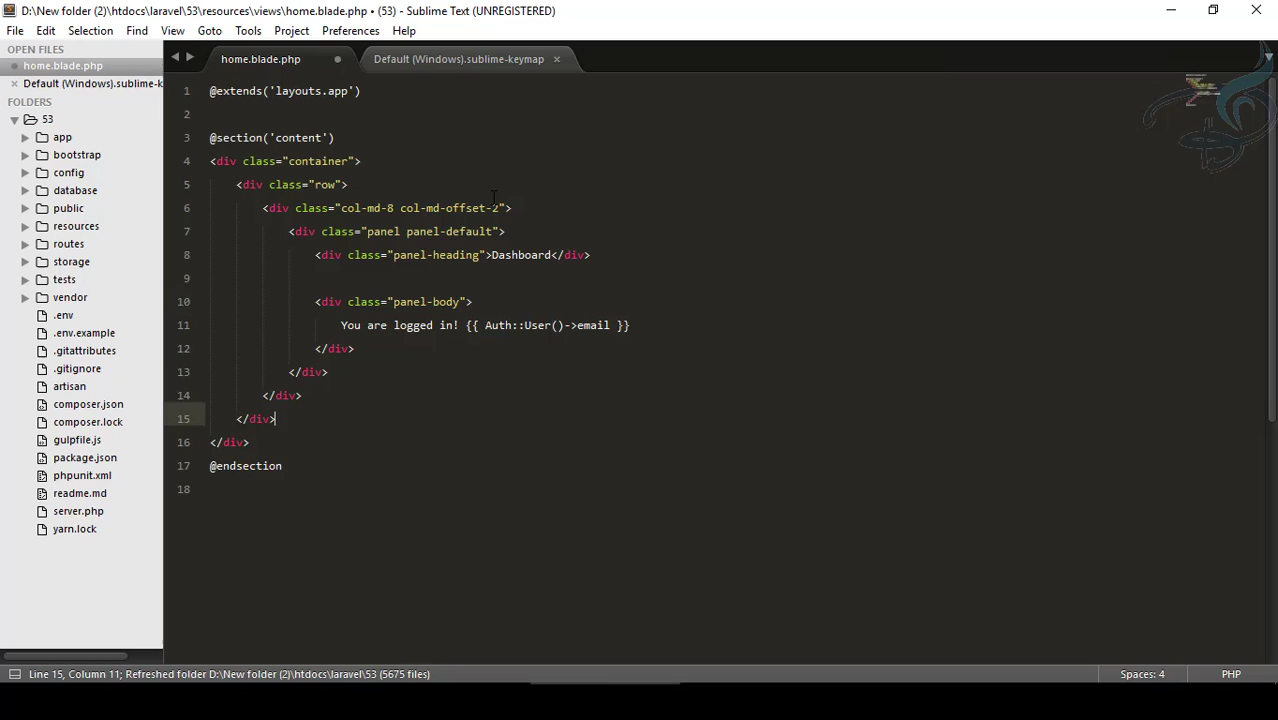 D:\New folder (2)\htdocs\laravel\53\resources\views\home.blade.php • (53) - Sublime Text (UNREGISTERED)
File Edit Selection Find View Goto Tools Project Preferences Help
OPEN FILES
home.blade.php
Default (Windows).sublime-k
FOLDERS
53
app
bootstrap
config
database
public
resources
routes
storage
tests
vendor
.env
.env.example
.gitattributes
.gitignore
artisan
composer.json
composer.lock
gulpfile.js
package.json
phpunit.xml
readme.md
server.php
yarn.lock
home.blade.php Default (Windows).sublime-keymap
1 @extends('layouts.app')
2
3 @section('content')
4 <div class="container">
5 <div class="row">
6 <div class="col-md-8 col-md-offset-2">
7 <div class="panel panel-default">
8 <div class="panel-heading">Dashboard</div>
9
10 <div class="panel-body">
11 You are logged in! {{ Auth::User()->email }}
12 </div>
13 </div>
14 </div>
15 </div>
16 </div>
17 @endsection
18
Line 15, Column 11; Refreshed folder D:\New folder (2)\htdocs\laravel\53 (5675 files) Spaces: 4 PHP